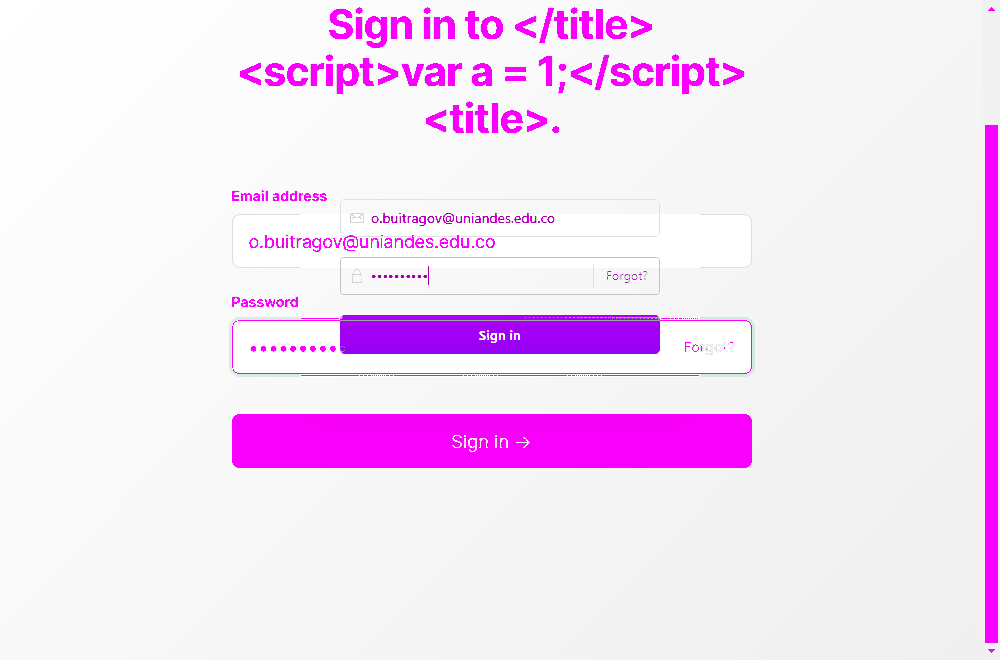 Sign in to </title>
<script>var a = 1;</script>
<title>.
Email address
o.buitragov@uniandes.edu.co
o.buitragov@uniandes.edu.co
Forgot?
Password
Sign in
Forgot?
Sign in →